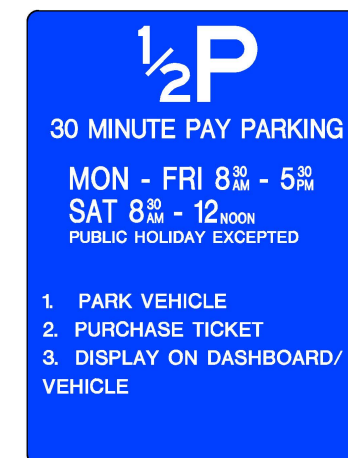 ½P
30 MINUTE PAY PARKING
MON - FRI 8 30 AM - 5 30 PM
SAT 8 30 AM - 12 NOON
PUBLIC HOLIDAY EXCEPTED
1. PARK VEHICLE
2. PURCHASE TICKET
3. DISPLAY ON DASHBOARD/
VEHICLE